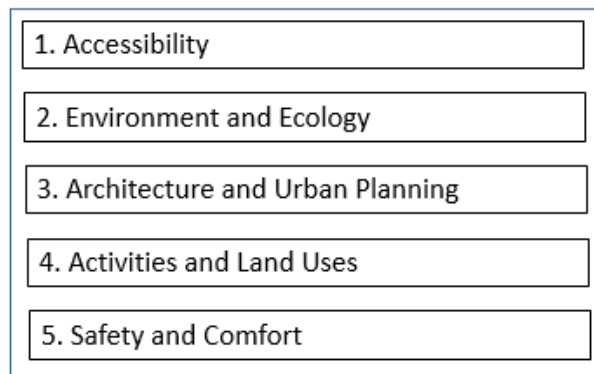 1. Accessibility
2. Environment and Ecology
3. Architecture and Urban Planning
4. Activities and Land Uses
5. Safety and Comfort